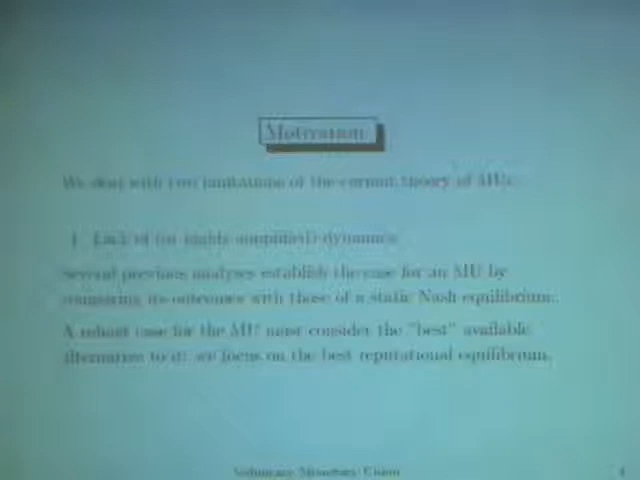 Motivation
We deal with two limitations of the current theory of MUs:
1. Lack of (or highly simplified) dynamics
Several previous analyses establish the case for an MU by
comparing its outcomes with those of a static Nash equilibrium.
A robust case for the MU must consider the "best" available
alternative to it: we focus on the best reputational equilibrium.
Voluntary Monetary Union